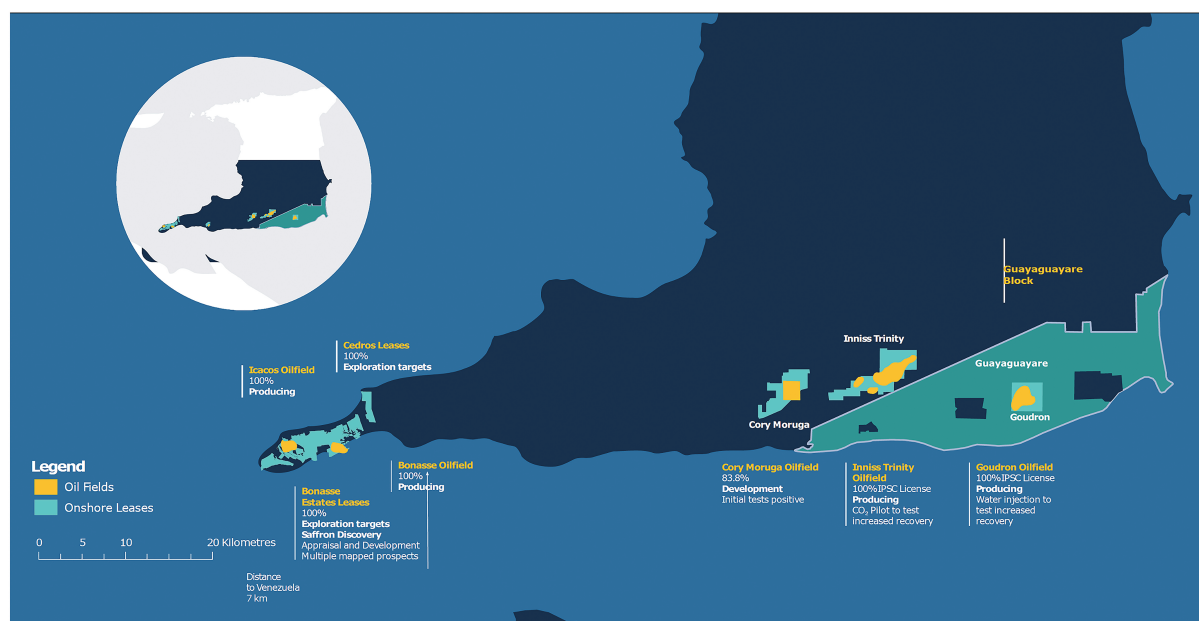 Guayaguayare
Block
Inniss Trinity
Cedros Leases
100%
Exploration targets
Guayaguayare
Icacos Oilfield
100%
Producing
Goudron
Cory Moruga
Legend
Oil Fields
Onshore Leases
0 5 10 20 Kilometres
Bonasse Oilfield
100%
Producing
Bonasse
Estates Leases
100%
Exploration targets
Saffron Discovery
Appraisal and Development
Multiple mapped prospects
Distance
to Venezuela
7 km
Cory Moruga Oilfield
83.8%
Development
Initial tests positive
Inniss Trinity
Oilfield
100%IPSC License
Producing
CO₂ Pilot to test
increased recovery
Goudron Oilfield
100%IPSC License
Producing
Water injection to
test increased
recovery